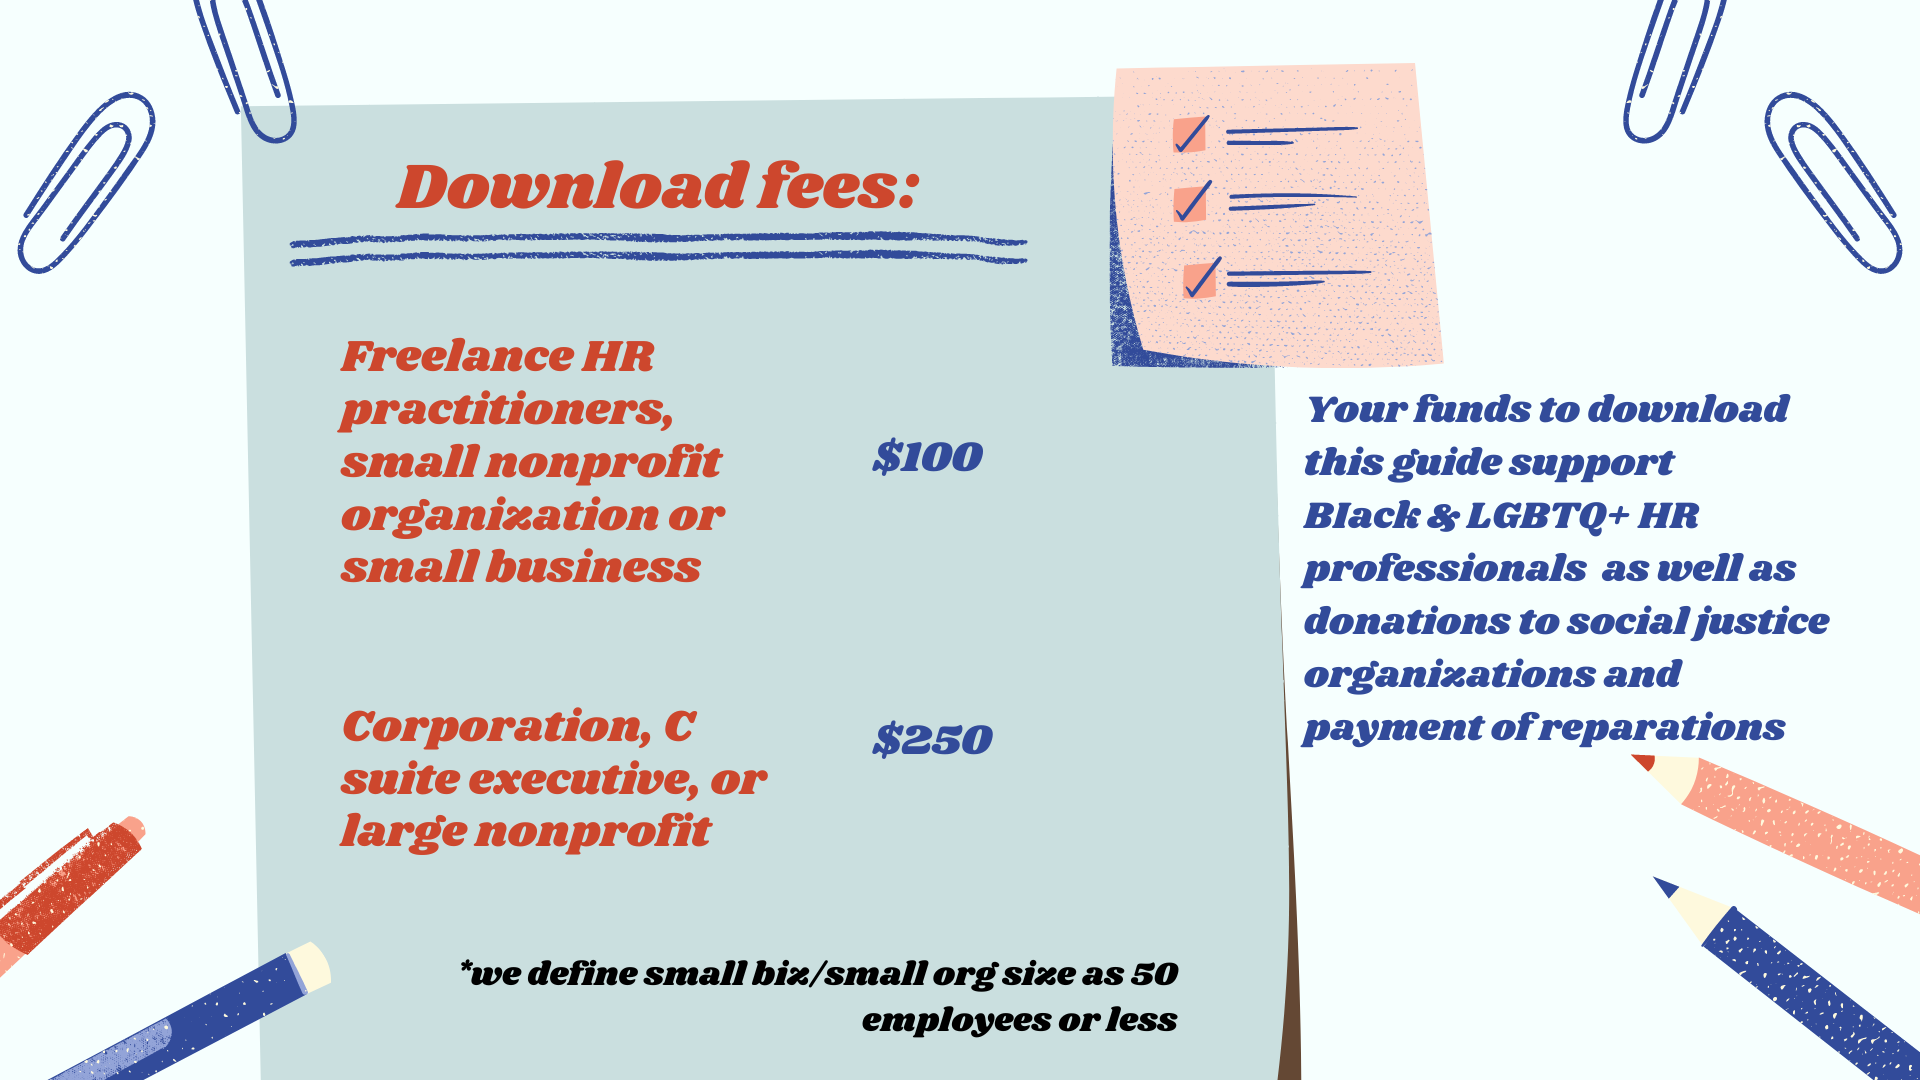 Download fees:
Freelance HR
practitioners,
small nonprofit
organization or
small business
$100
Corporation, C
suite executive, or
large nonprofit
$250
*we define small biz/small org size as 50
employees or less
Your funds to download
this guide support
Black & LGBTQ+ HR
professionals  as well as
donations to social justice
organizations and
payment of reparations